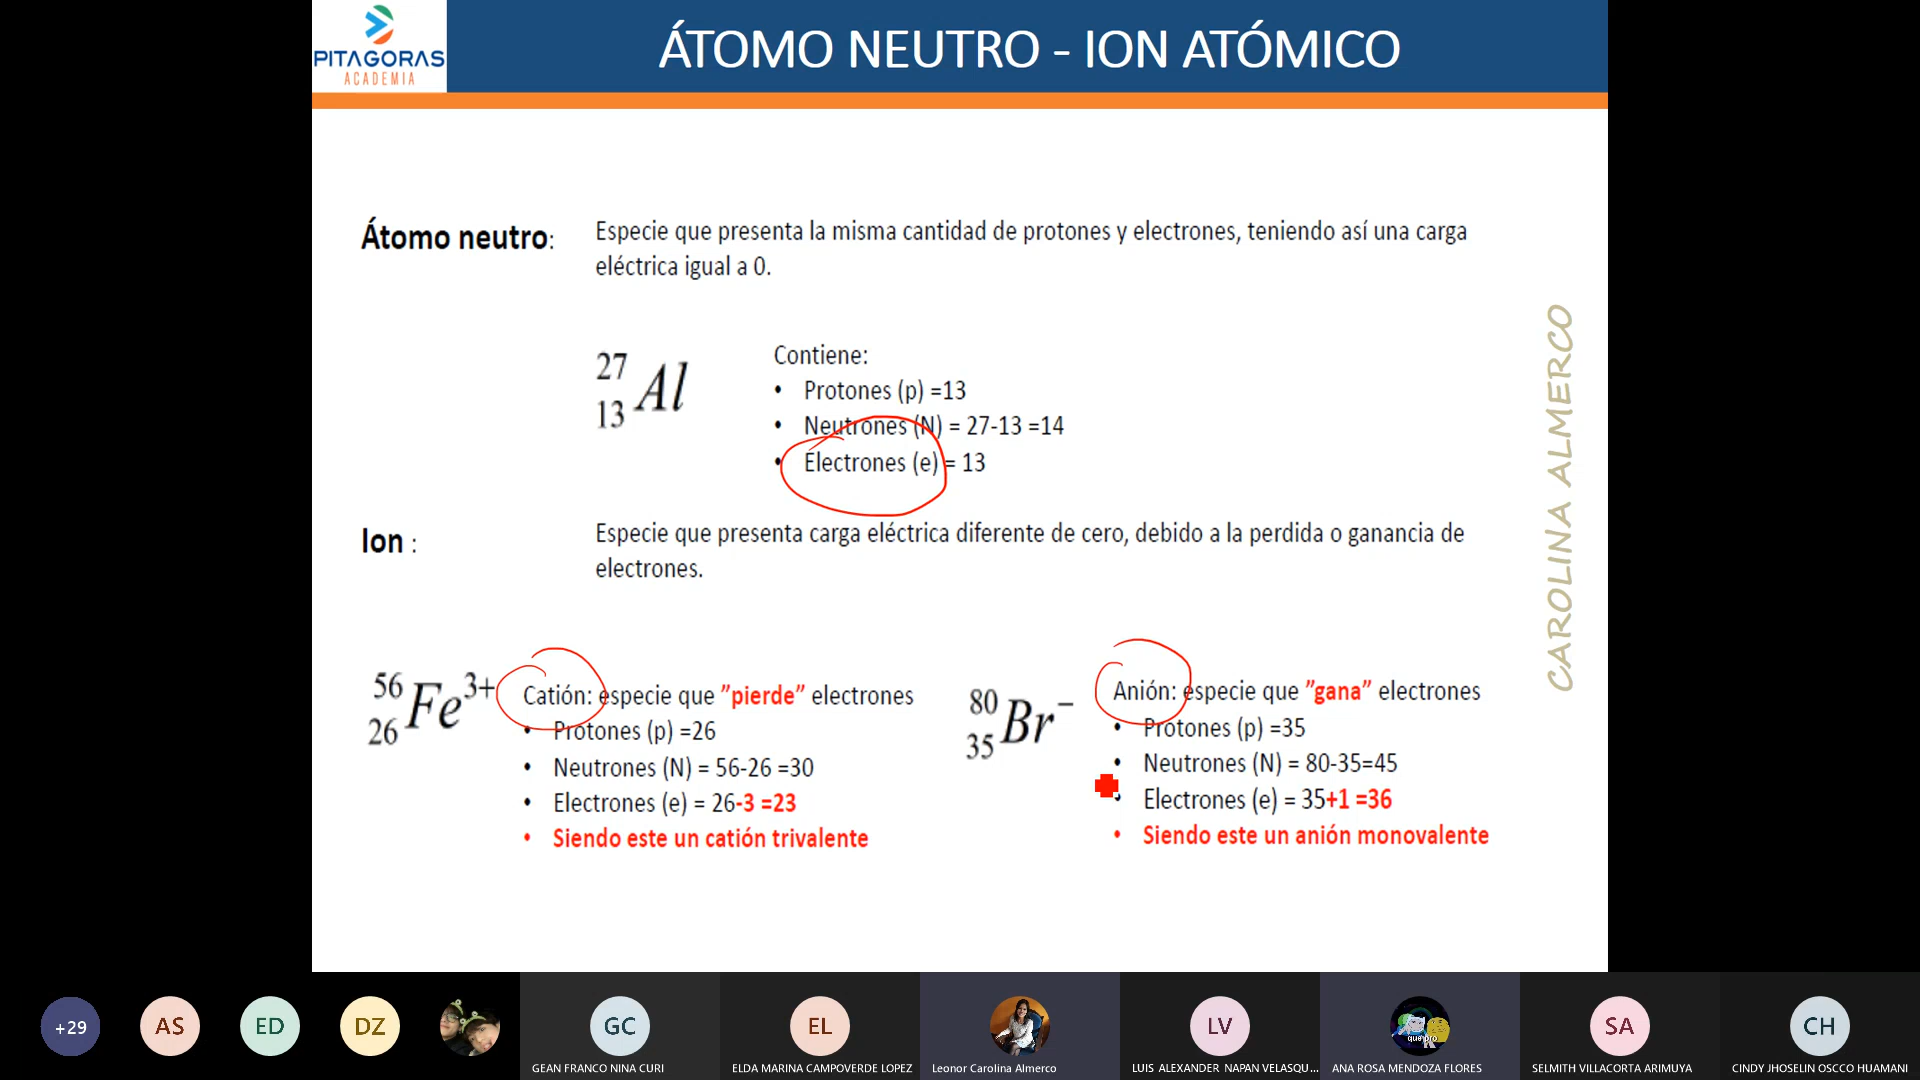 PITAGORAS
ACADEMIA
ÁTOMO NEUTRO - ION ATÓMICO
Átomo neutro:
Especie que presenta la misma cantidad de protones y electrones, teniendo así una carga
eléctrica igual a 0.
27
13 Al
Contiene:
• Protones (p) =13
• Neutrones (N) = 27-13 =14
• Electrones (e) = 13
Ion :
Especie que presenta carga eléctrica diferente de cero, debido a la perdida o ganancia de
electrones.
56
26 Fe 3+
Catión: especie que "pierde" electrones
• Protones (p) =26
• Neutrones (N) = 56-26 =30
• Electrones (e) = 26-3 =23
• Siendo este un catión trivalente
80
35 Br −
Anión: especie que "gana" electrones
• Protones (p) =35
• Neutrones (N) = 80-35=45
• Electrones (e) = 35+1 =36
• Siendo este un anión monovalente
CAROLINA ALMERCO
+29
AS
ED
DZ
GC
GEAN FRANCO NINA CURI
EL
ELDA MARINA CAMPOVERDE LOPEZ
Leonor Carolina Almerco
LV
LUIS ALEXANDER NAPAN VELASQU...
que pro
ANA ROSA MENDOZA FLORES
SA
SELMITH VILLACORTA ARIMUYA
CH
CINDY JHOSELIN OSCCO HUAMANI